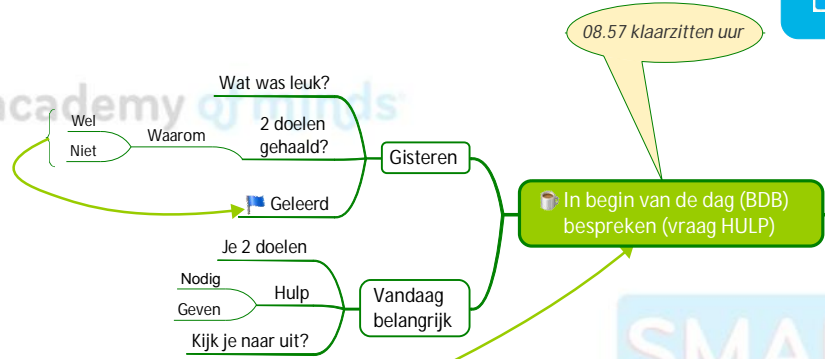 08.57 klaarzitten uur
academy of minds
Wat was leuk?
Wel
Niet
Waarom
2 doelen
gehaald?
Gisteren
Geleerd
In begin van de dag (BDB)
bespreken (vraag HULP)
Je 2 doelen
Nodig
Geven
Hulp
Vandaag
belangrijk
Kijk je naar uit?